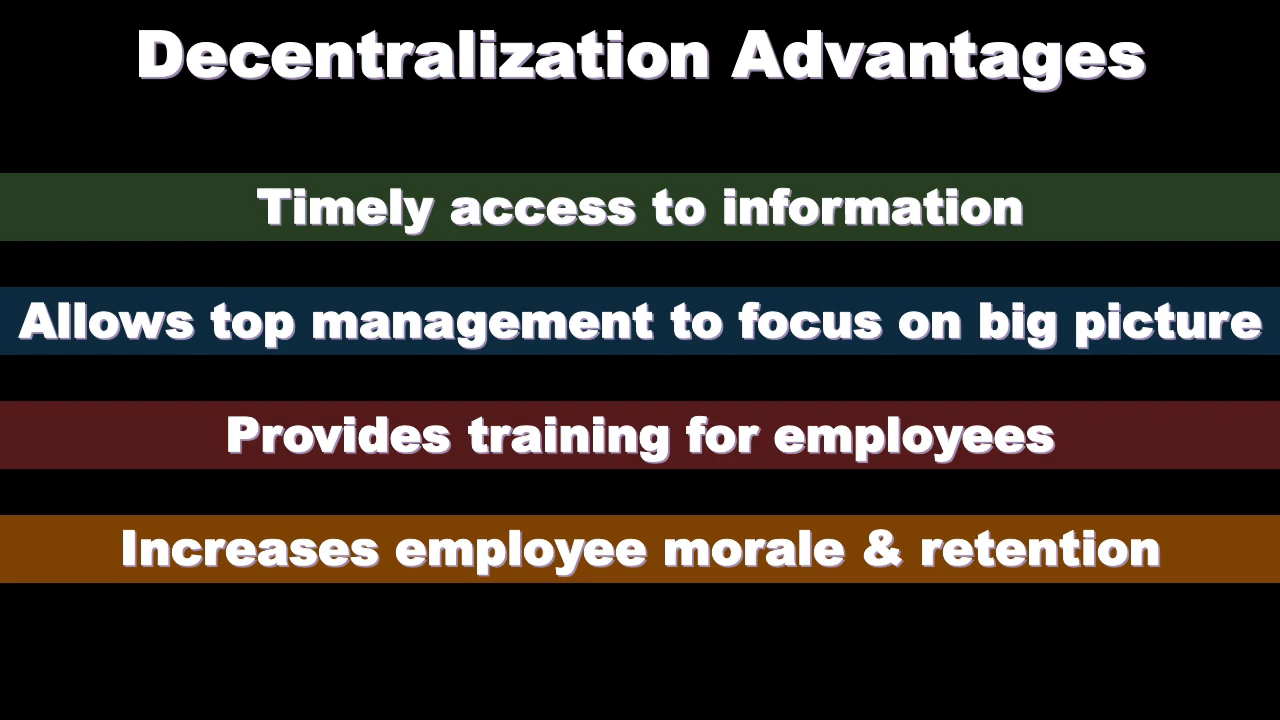 Decentralization Advantages
Timely access to information
Allows top management to focus on big picture
Provides training for employees
Increases employee morale & retention